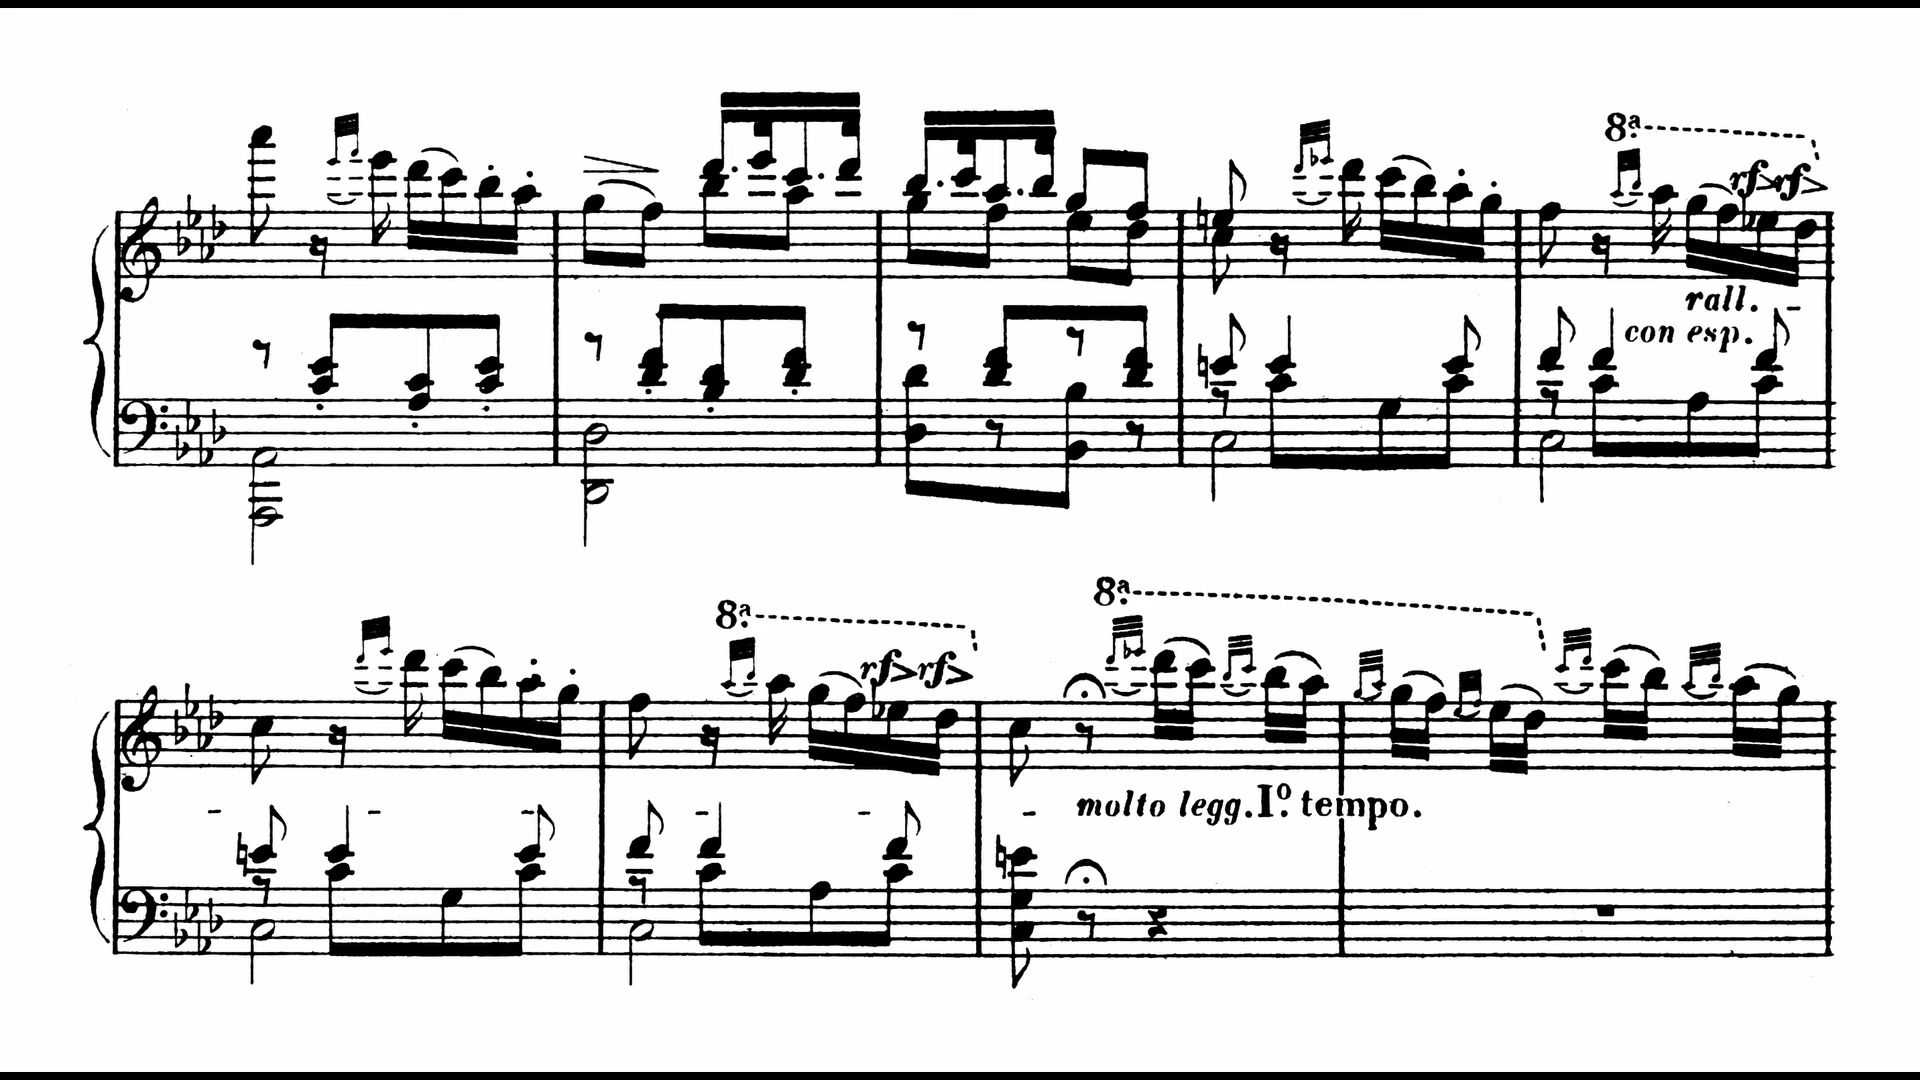 8ª
rf> rf>
rall. -
con esp.
8ª
rf> rf>
8ª
- - - - - - molto legg. Iº. tempo.